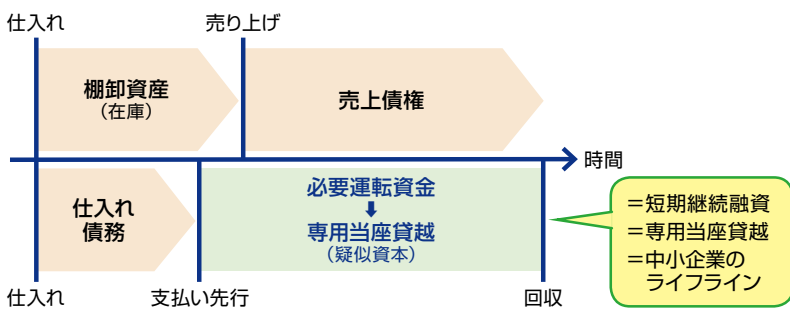 仕入れ
売り上げ
棚卸資産
（在庫）
売上債権
時間
仕入れ
債務
必要運転資金
専用当座貸越
（疑似資本）
＝短期継続融資
＝専用当座貸越
＝中小企業の
ライフライン
仕入れ
支払い先行
回収